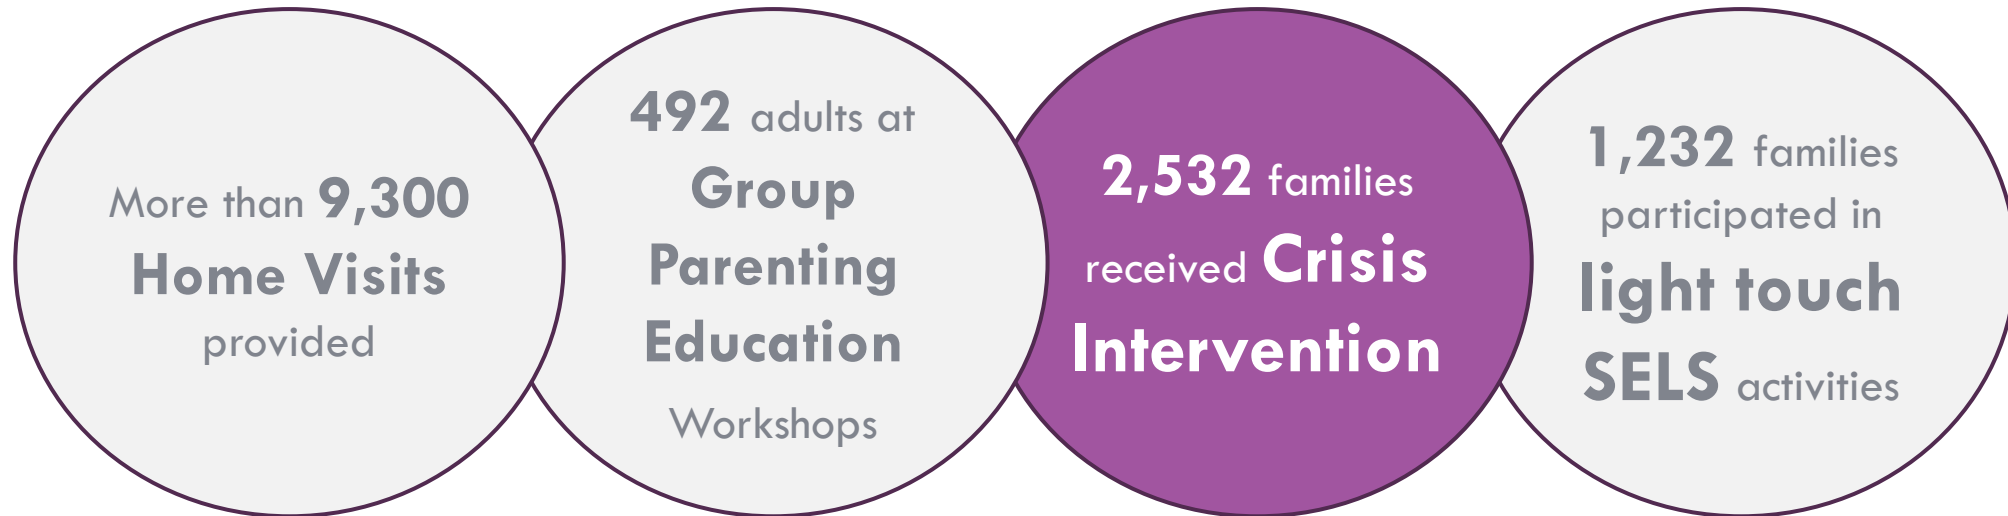 More than 9,300
Home Visits
provided
492 adults at
Group
Parenting
Education
Workshops
2,532 families
received Crisis
Intervention
1,232 families
participated in
light touch
SELS activities